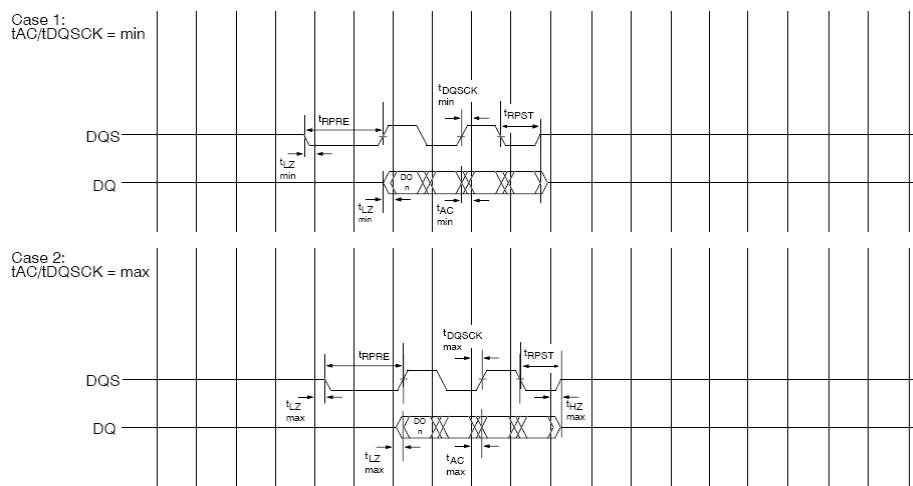 Case 1:
tAC/tDQSCK = min
tDQSCK
min
tRPRE
tRPST
DQS
tLZ
min
DO
n
DQ
tLZ
min
tAC
min
Case 2:
tAC/tDQSCK = max
tDQSCK
max
tRPRE
tRPST
DQS
tLZ
max
tHZ
max
DO
n
DQ
tLZ
max
tAC
max